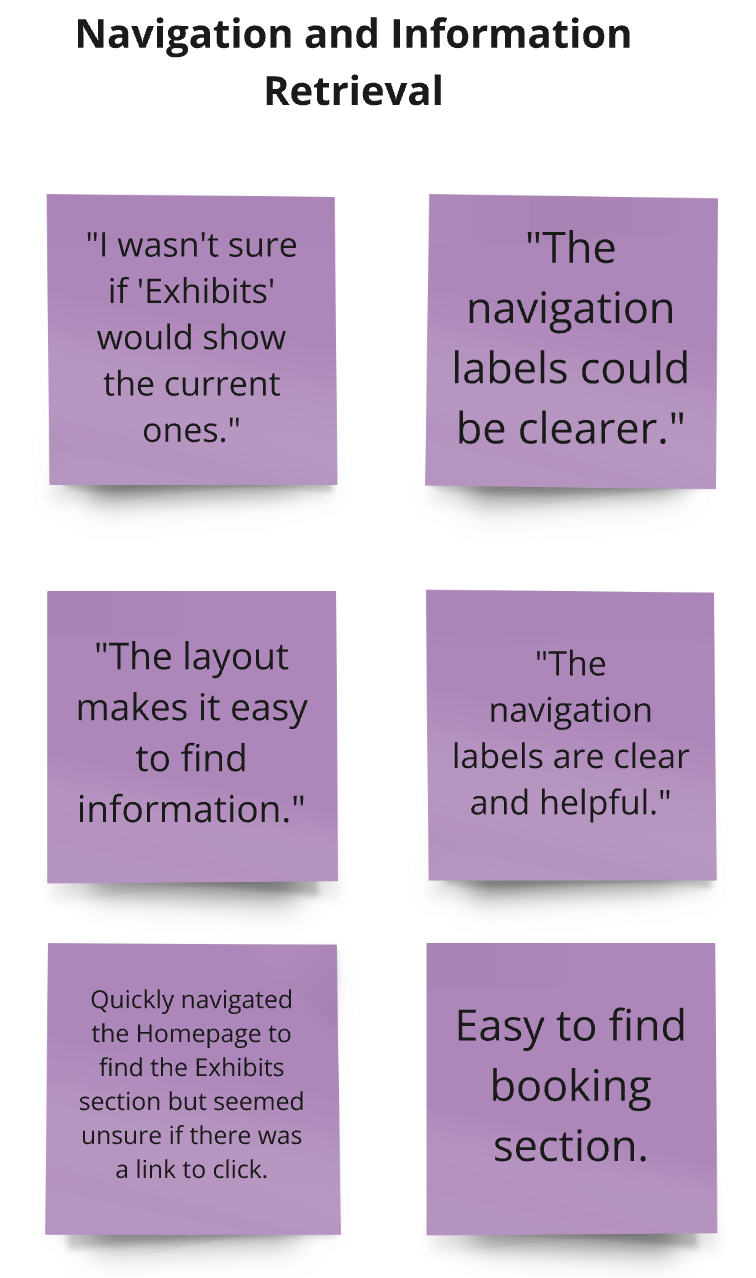 Navigation and Information
Retrieval
"I wasn't sure
if 'Exhibits'
would show
the current
ones."
"The
navigation
labels could
be clearer."
"The layout
makes it easy
to find
information."
"The
navigation
labels are clear
and helpful."
Quickly navigated
the Homepage to
find the Exhibits
section but seemed
unsure if there was
a link to click.
Easy to find
booking
section.